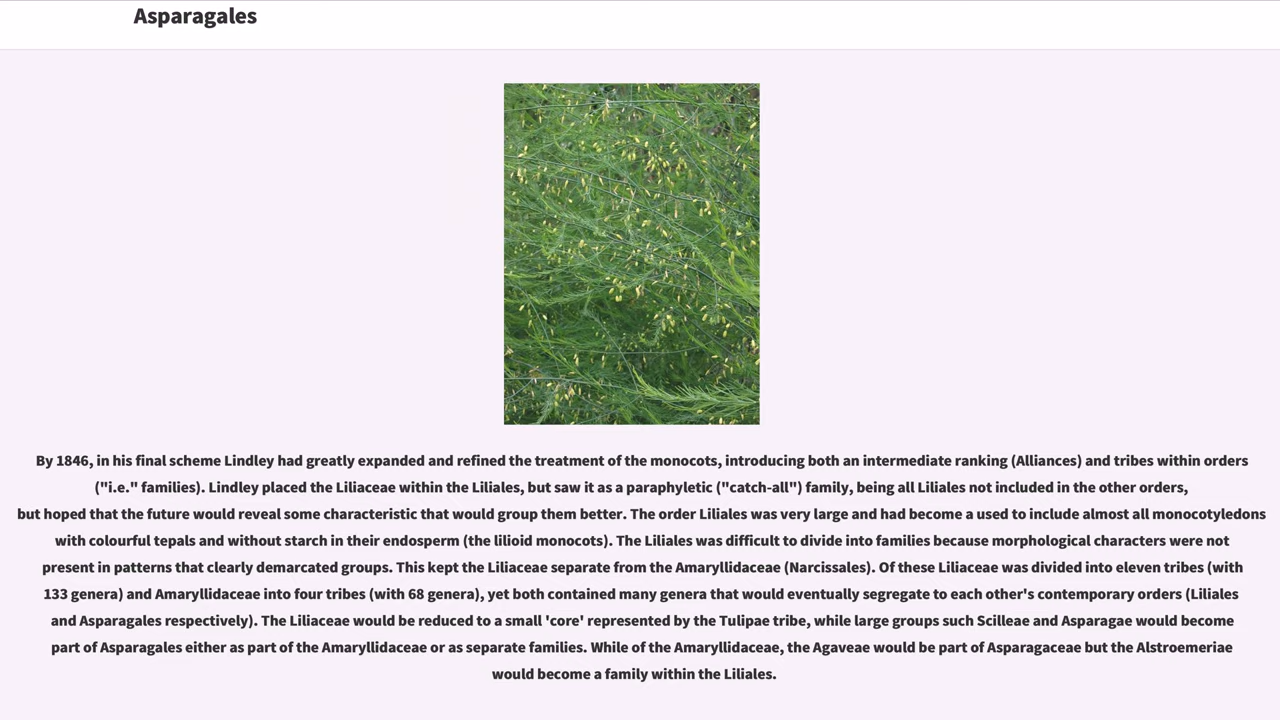 Asparagales
By 1846, in his final scheme Lindley had greatly expanded and refined the treatment of the monocots, introducing both an intermediate ranking (Alliances) and tribes within orders
("i.e." families). Lindley placed the Liliaceae within the Liliales, but saw it as a paraphyletic ("catch-all") family, being all Liliales not included in the other orders,
but hoped that the future would reveal some characteristic that would group them better. The order Liliales was very large and had become a used to include almost all monocotyledons
with colourful tepals and without starch in their endosperm (the lilioid monocots). The Liliales was difficult to divide into families because morphological characters were not
present in patterns that clearly demarcated groups. This kept the Liliaceae separate from the Amaryllidaceae (Narcissales). Of these Liliaceae was divided into eleven tribes (with
133 genera) and Amaryllidaceae into four tribes (with 68 genera), yet both contained many genera that would eventually segregate to each other's contemporary orders (Liliales
and Asparagales respectively). The Liliaceae would be reduced to a small 'core' represented by the Tulipae tribe, while large groups such Scilleae and Asparagae would become
part of Asparagales either as part of the Amaryllidaceae or as separate families. While of the Amaryllidaceae, the Agaveae would be part of Asparagaceae but the Alstroemeriae
would become a family within the Liliales.